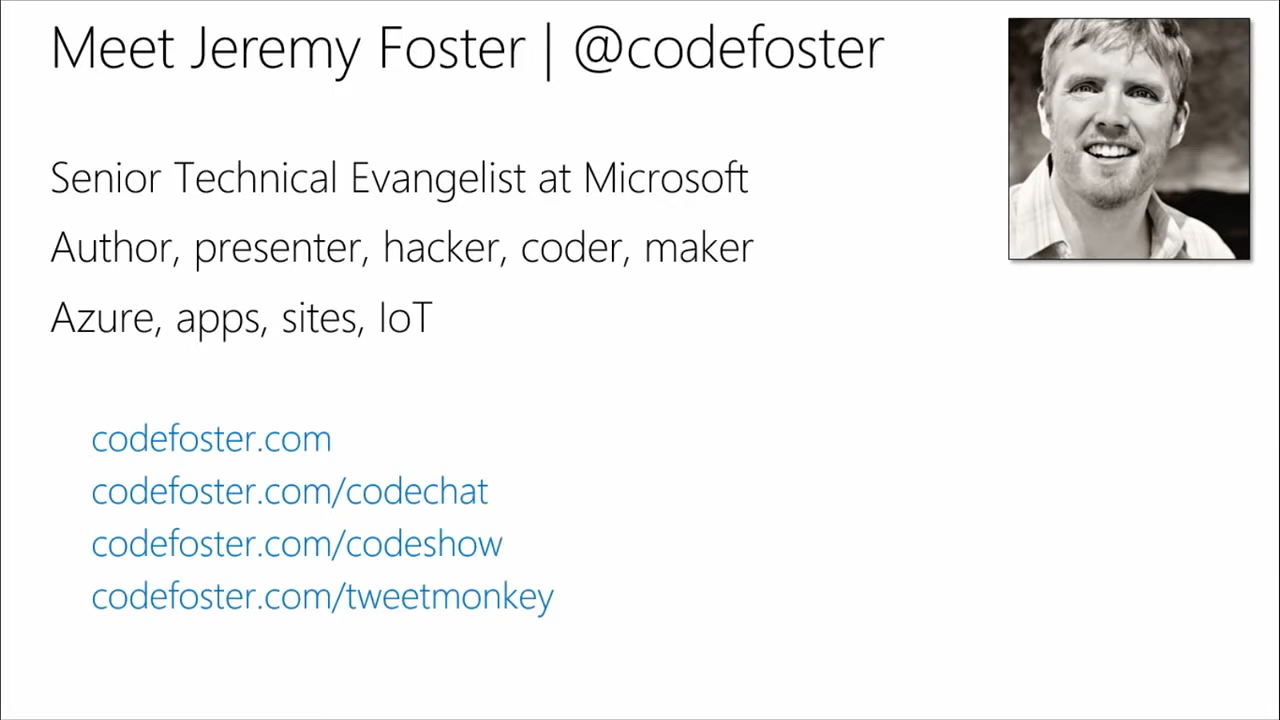 Meet Jeremy Foster | @codefoster
Senior Technical Evangelist at Microsoft
Author, presenter, hacker, coder, maker
Azure, apps, sites, IoT
codefoster.com
codefoster.com/codechat
codefoster.com/codeshow
codefoster.com/tweetmonkey